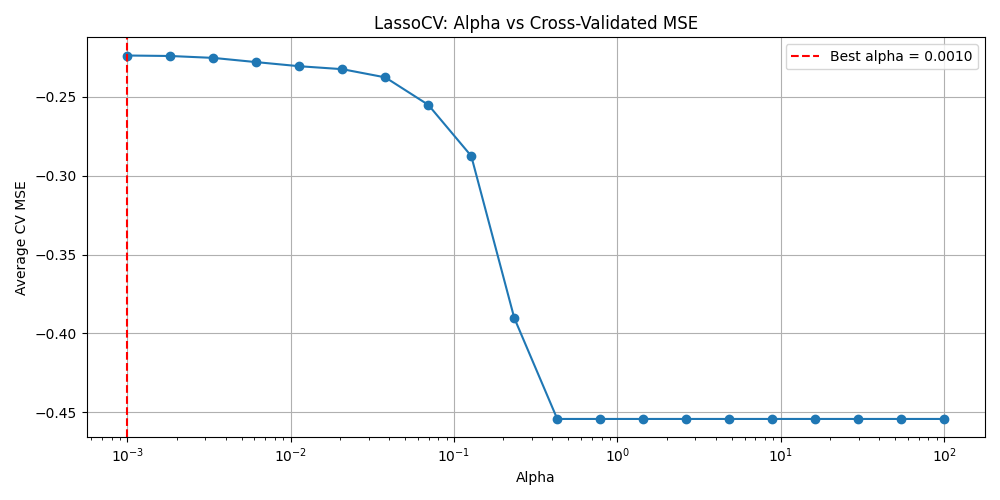 LassoCV: Alpha vs Cross-Validated MSE
Best alpha = 0.0010
Average CV MSE
−0.25
−0.30
−0.35
−0.40
−0.45
10⁻³
10⁻²
10⁻¹
10⁰
10¹
10²
Alpha